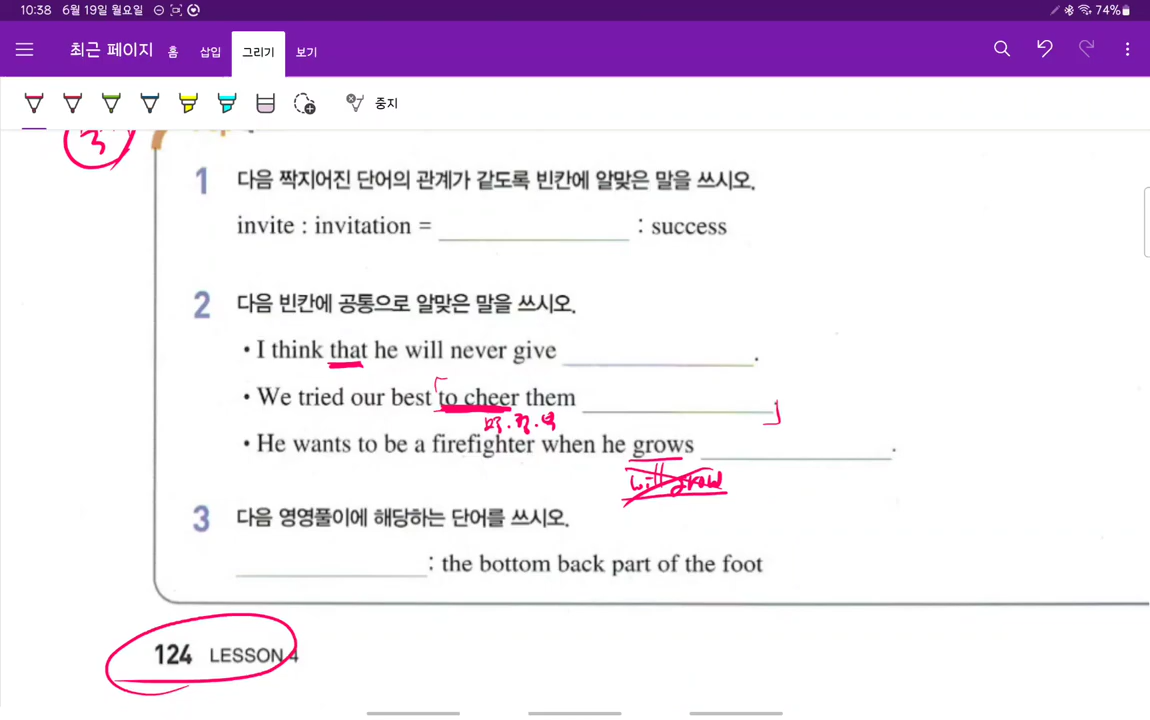 10:38 6월 19일 월요일 74%
최근 페이지 홈 삽입 그리기 보기
중지
3
1 다음 짝지어진 단어의 관계가 같도록 빈칸에 알맞은 말을 쓰시오.
invite : invitation = : success
2 다음 빈칸에 공통으로 알맞은 말을 쓰시오.
• I think that he will never give .
• We tried our best to cheer them
• He wants to be a firefighter when he grows .
will grow
3 다음 영영풀이에 해당하는 단어를 쓰시오.
: the bottom back part of the foot
124 LESSON 4